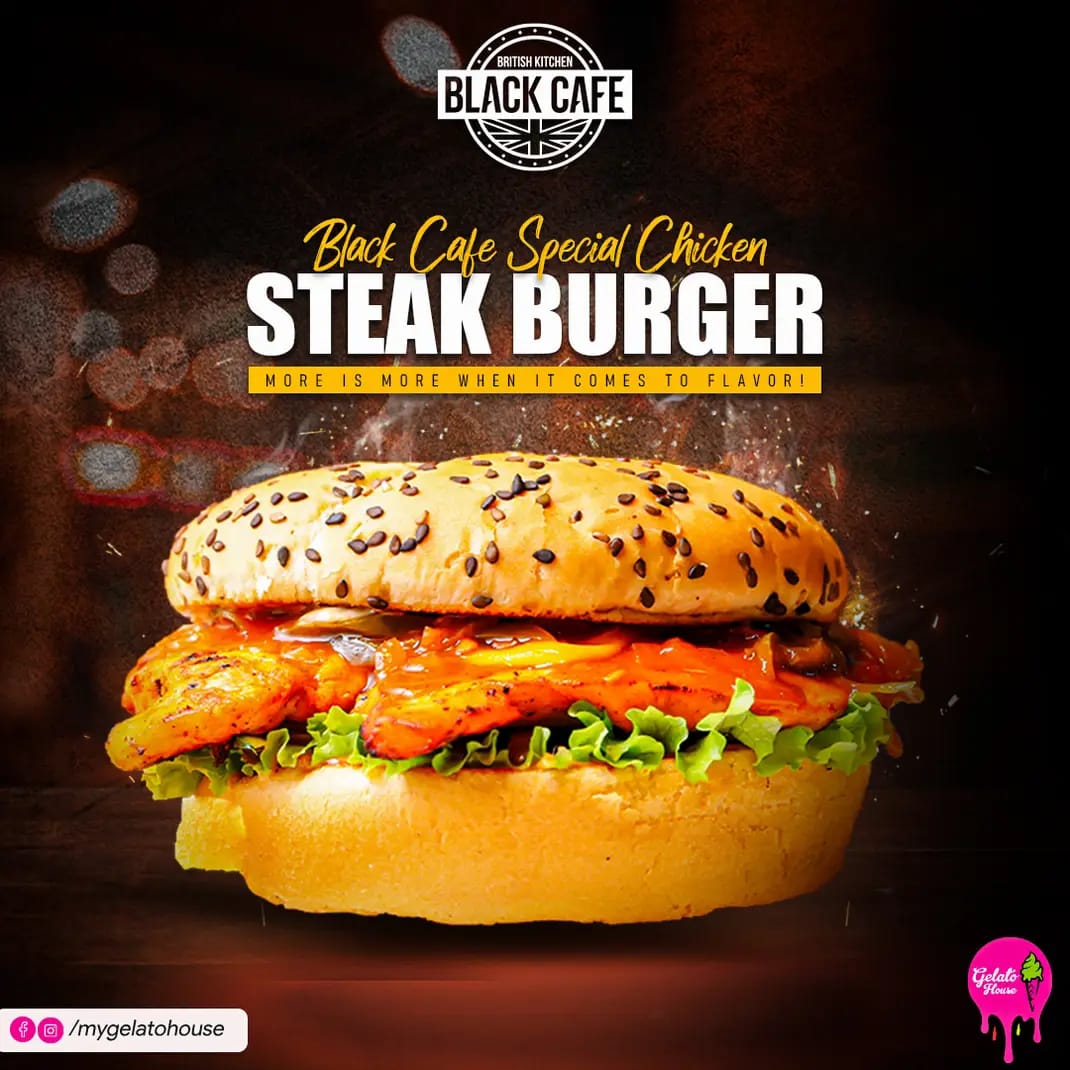 BRITISH KITCHEN
BLACK CAFE
Black Cafe Special Chicken
STEAK BURGER
MORE IS MORE WHEN IT COMES TO FLAVOR!
Gelato
House
/mygelatohouse